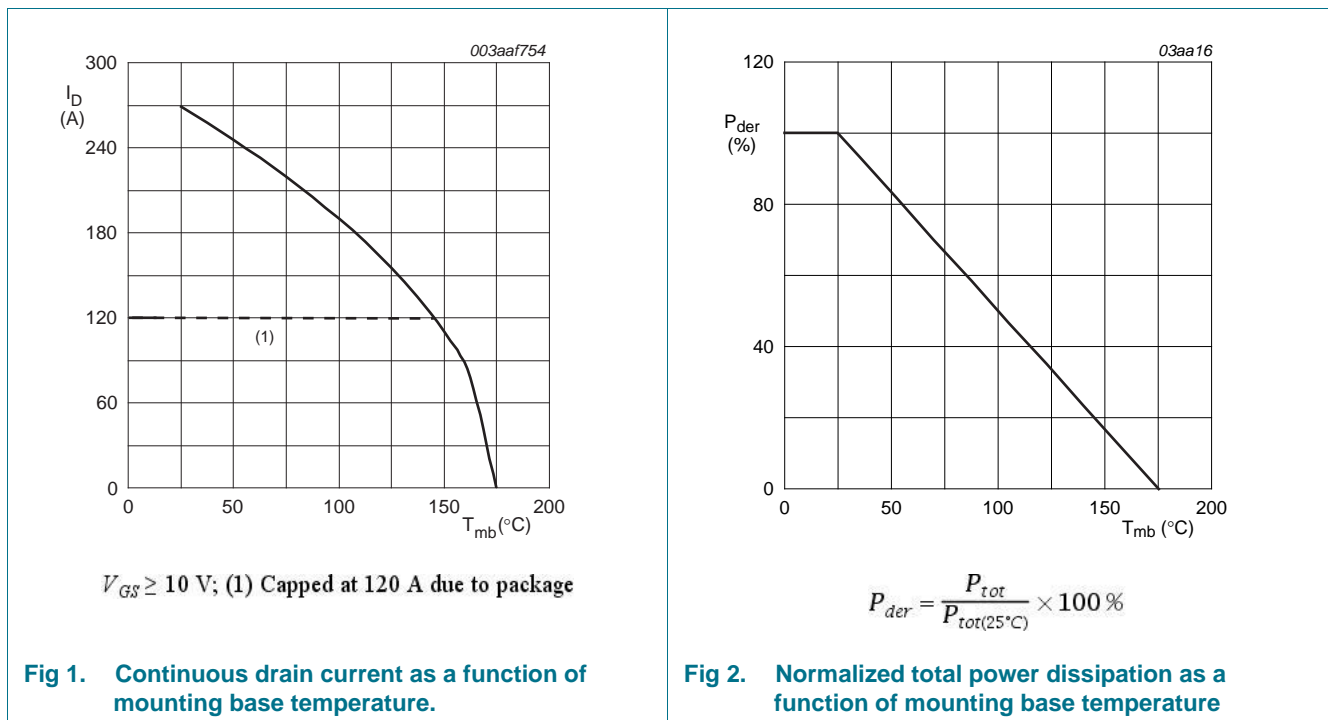 003aaf754
300
I_D
(A)
240
180
120
(1)
60
0
0 50 100 150 200
T_mb (°C)
V_GS ≥ 10 V; (1) Capped at 120 A due to package
Fig 1. Continuous drain current as a function of
mounting base temperature.
03aa16
120
P_der
(%)
80
40
0
0 50 100 150 200
T_mb (°C)
P_der = P_tot / P_tot(25°C) × 100 %
Fig 2. Normalized total power dissipation as a
function of mounting base temperature